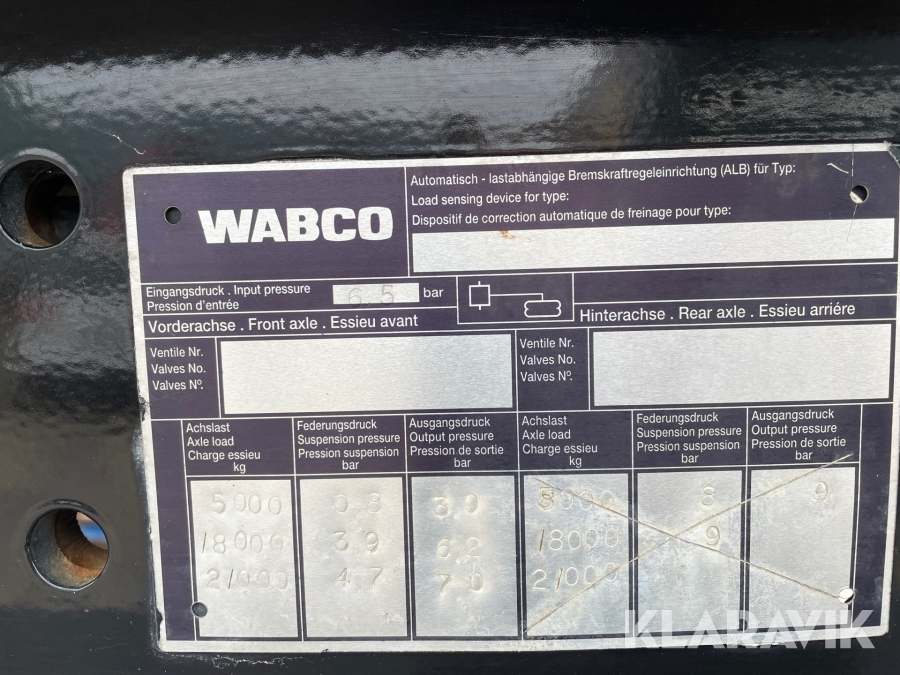 WABCO
Automatisch - lastabhängige Bremskraftregeleinrichtung (ALB) für Typ:
Load sensing device for type:
Dispositif de correction automatique de freinage pour type:
Eingangsdruck . Input pressure
Pression d'entrée
6.5 bar
Vorderachse . Front axle . Essieu avant
Hinterachse . Rear axle . Essieu arriére
Ventile Nr.
Valves No.
Valves Nº.
Ventile Nr.
Valves No.
Valves Nº.
Achslast
Axle load
Charge essieu
kg
Federungsdruck
Suspension pressure
Pression suspension
bar
Ausgangsdruck
Output pressure
Pression de sortie
bar
Achslast
Axle load
Charge essieu
kg
Federungsdruck
Suspension pressure
Pression suspension
bar
Ausgangsdruck
Output pressure
Pression de sortie
bar
5000 0.8 3.0 5000 8 9
18000 3.9 6.2 18000 9
21000 4.7 7.0 21000
KLARAVIK
KLARAVIK